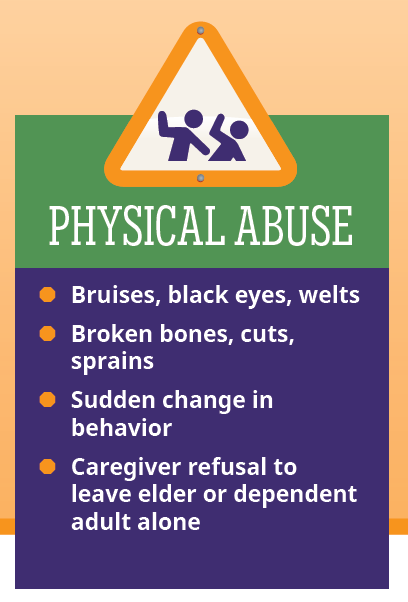 PHYSICAL ABUSE
Bruises, black eyes, welts
Broken bones, cuts,
sprains
Sudden change in
behavior
Caregiver refusal to
leave elder or dependent
adult alone